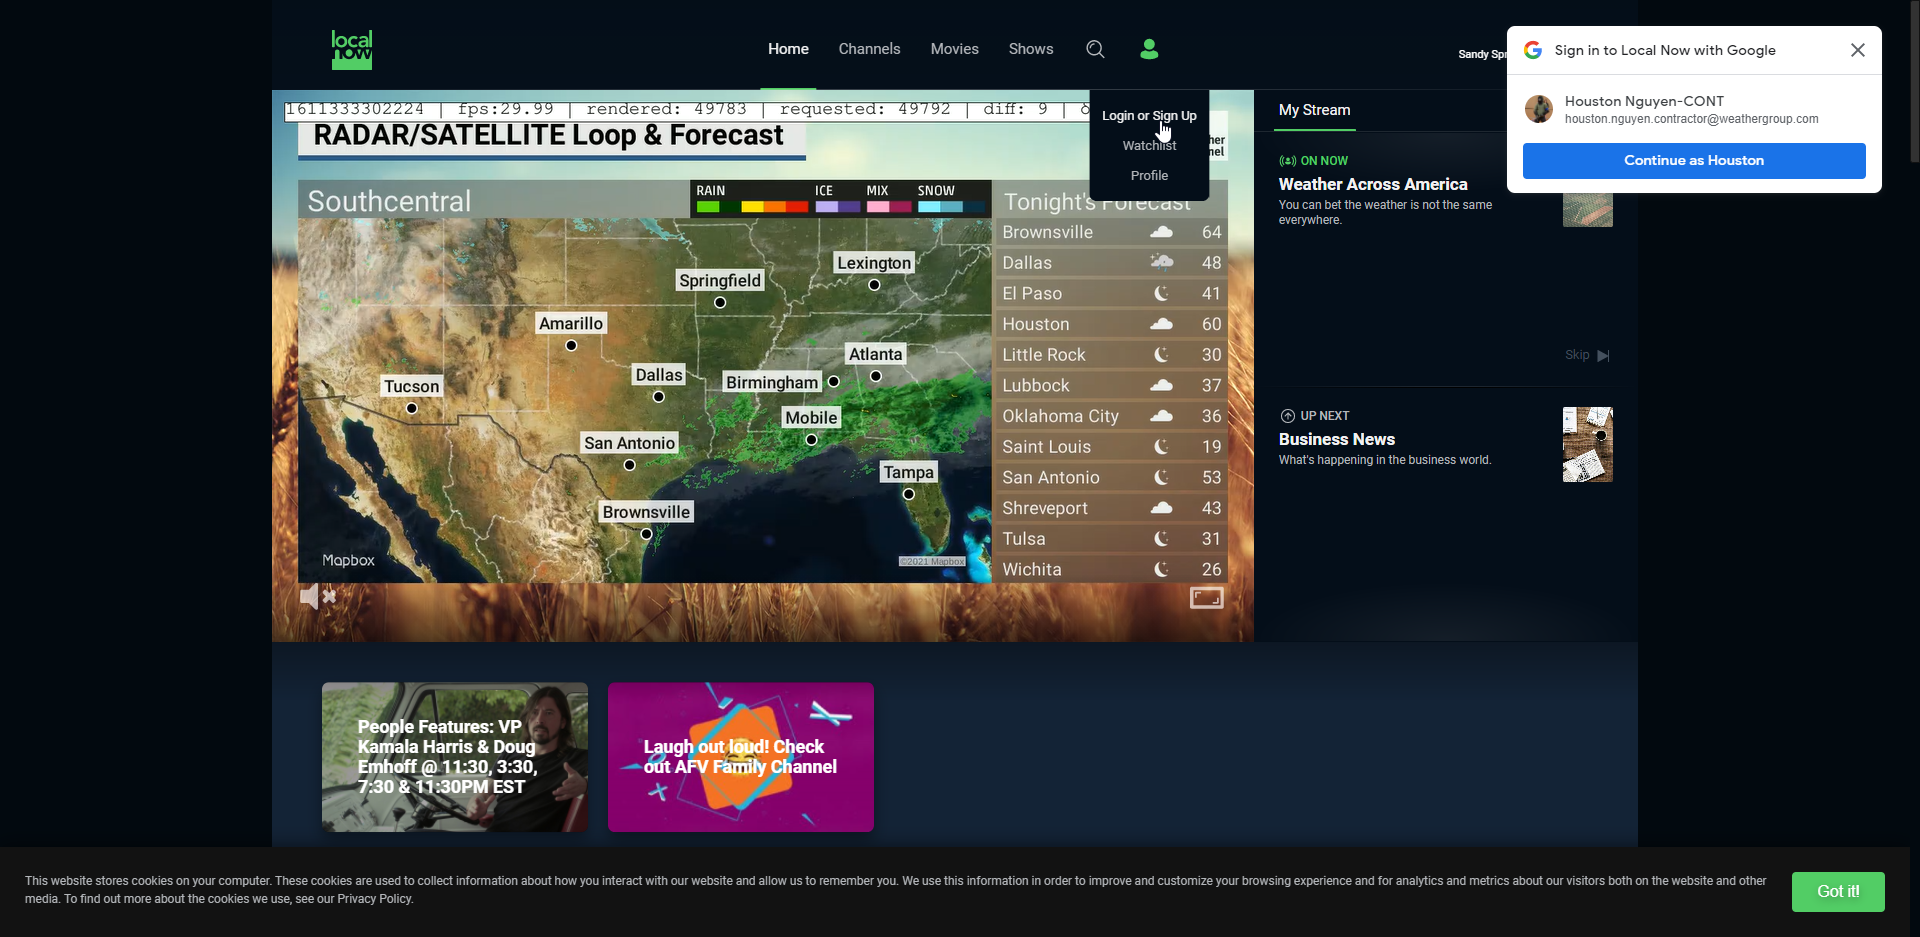 local
now
Home
Channels
Movies
Shows
Sandy Spr
Sign in to Local Now with Google
Houston Nguyen-CONT
houston.nguyen.contractor@weathergroup.com
Continue as Houston
1611333302224 | fps:29.99 | rendered: 49783 | requested: 49792 | diff: 9 |
Login or Sign Up
Watchlist
Profile
RADAR/SATELLITE Loop & Forecast
her
nel
Southcentral
RAIN ICE MIX SNOW
Lexington
Springfield
Amarillo
Atlanta
Dallas
Birmingham
Tucson
Mobile
San Antonio
Tampa
Brownsville
Mapbox
©2021 Mapbox
Tonight's Forecast
Brownsville 64
Dallas 48
El Paso 41
Houston 60
Little Rock 30
Lubbock 37
Oklahoma City 36
Saint Louis 19
San Antonio 53
Shreveport 43
Tulsa 31
Wichita 26
My Stream
ON NOW
Weather Across America
You can bet the weather is not the same
everywhere.
Skip
UP NEXT
Business News
What's happening in the business world.
People Features: VP
Kamala Harris & Doug
Emhoff @ 11:30, 3:30,
7:30 & 11:30PM EST
Laugh out loud! Check
out AFV Family Channel
This website stores cookies on your computer. These cookies are used to collect information about how you interact with our website and allow us to remember you. We use this information in order to improve and customize your browsing experience and for analytics and metrics about our visitors both on the website and other
media. To find out more about the cookies we use, see our Privacy Policy.
Got it!